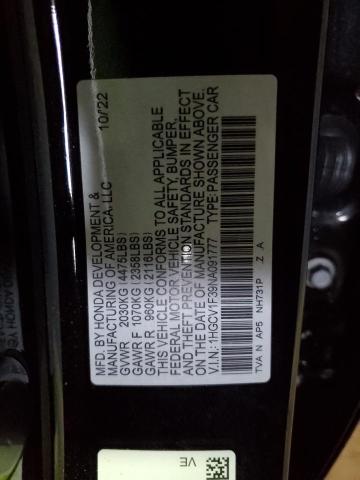 MFD. BY HONDA DEVELOPMENT & 10/22
MANUFACTURING OF AMERICA, LLC
GVWR 2030KG (4475LBS)
GAWR F 1070KG (2358LBS)
GAWR R 960KG (2116LBS)
THIS VEHICLE CONFORMS TO ALL APPLICABLE
FEDERAL MOTOR VEHICLE SAFETY, BUMPER,
AND THEFT PREVENTION STANDARDS IN EFFECT
ON THE DATE OF MANUFACTURE SHOWN ABOVE.
V.I.N.: 1HGCV1F39NA091777 TYPE: PASSENGER CAR
TVA N AP5 NH731P Z A
VE